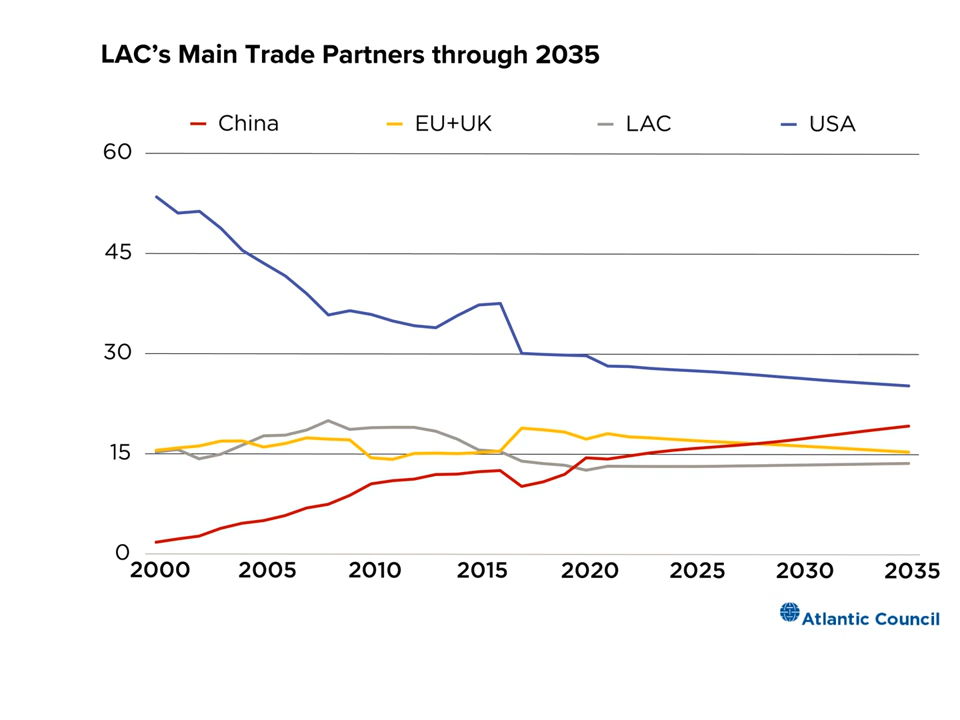 LAC’s Main Trade Partners through 2035
China EU+UK LAC USA
60
45
30
15
0
2000 2005 2010 2015 2020 2025 2030 2035
Atlantic Council